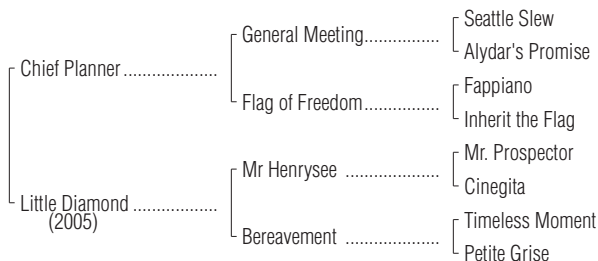 Seattle Slew
General Meeting................
Alydar's Promise
Chief Planner ....................
Fappiano
Flag of Freedom................
Inherit the Flag
Mr. Prospector
Mr Henrysee ....................
Cinegita
Little Diamond ..................
(2005)
Timeless Moment
Bereavement ....................
Petite Grise